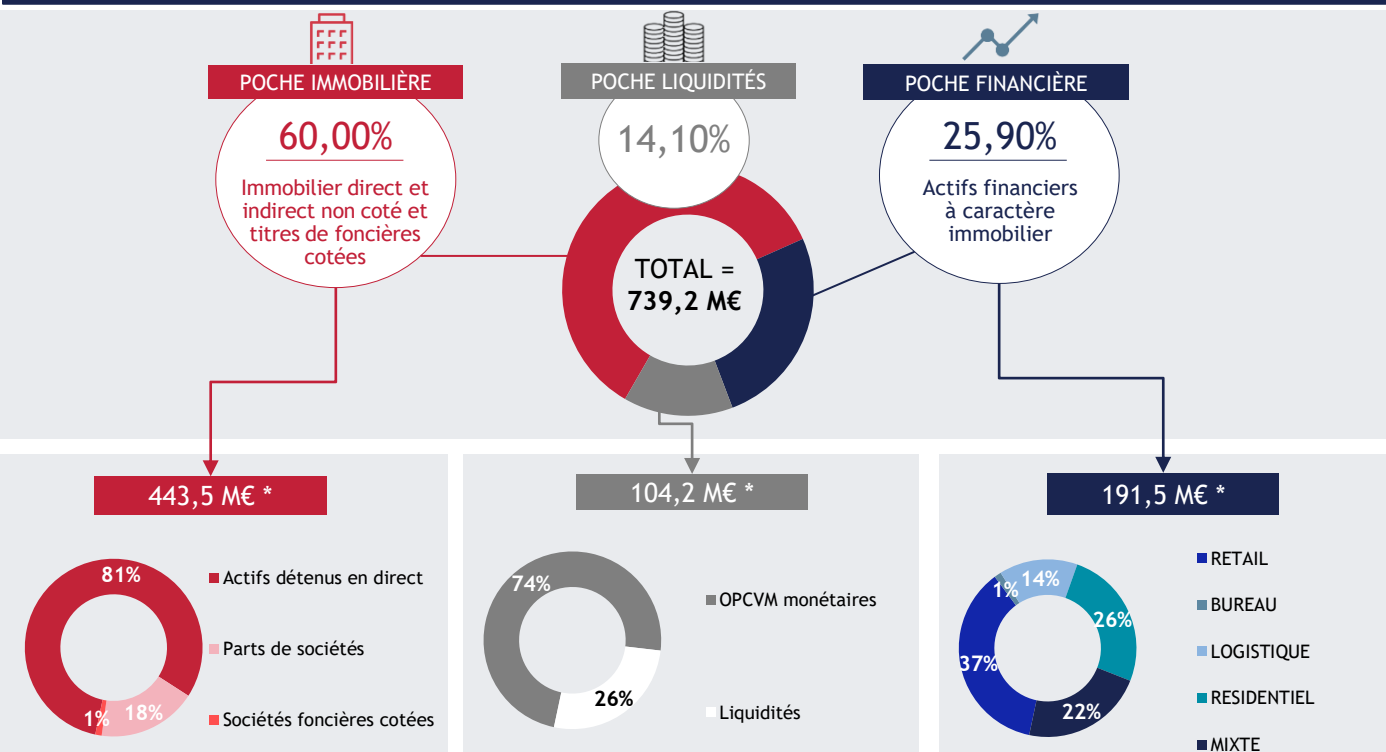 POCHE IMMOBILIÈRE
60,00%
Immobilier direct et
indirect non coté et
titres de foncières
cotées
POCHE LIQUIDITÉS
14,10%
POCHE FINANCIÈRE
25,90%
Actifs financiers
à caractère
immobilier
TOTAL =
739,2 M€
443,5 M€ *
81%
18%
1%
Actifs détenus en direct
Parts de sociétés
Sociétés foncières cotées
104,2 M€ *
74%
26%
OPCVM monétaires
Liquidités
191,5 M€ *
1%
14%
26%
37%
22%
RETAIL
BUREAU
LOGISTIQUE
RESIDENTIEL
MIXTE